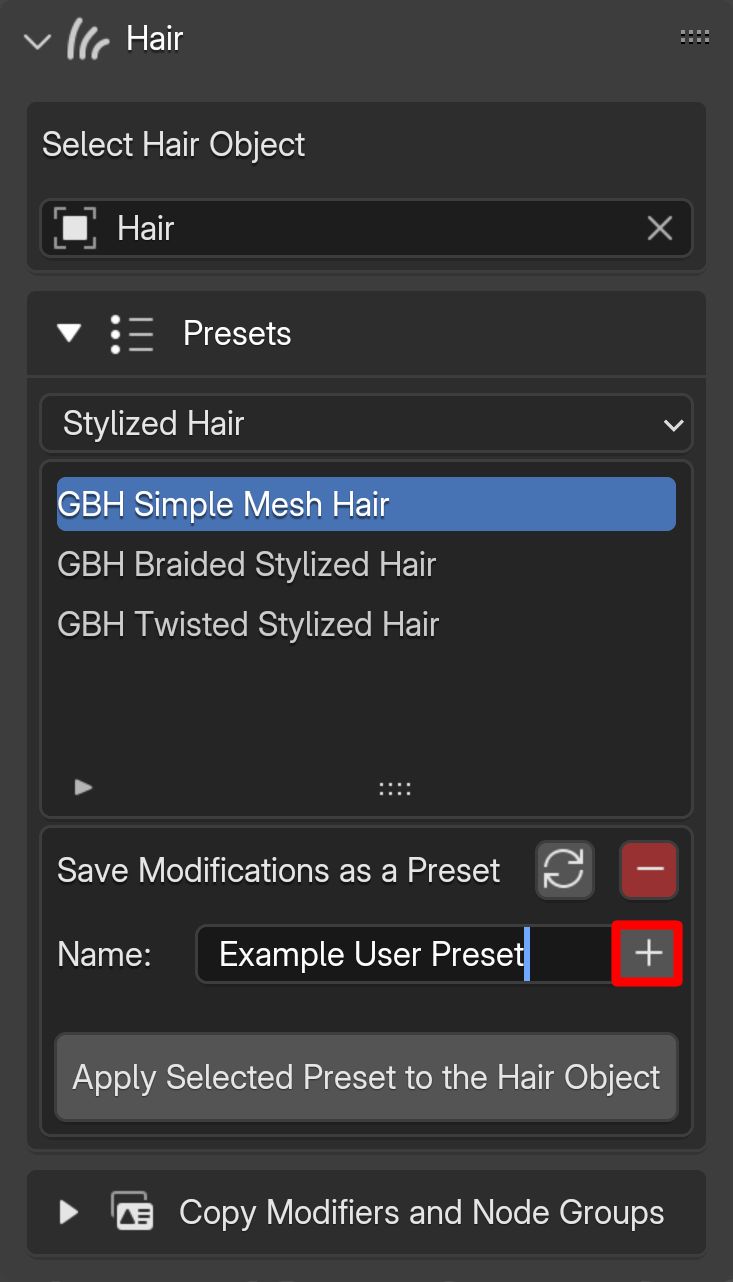 Hair
Select Hair Object
Hair
Presets
Stylized Hair
GBH Simple Mesh Hair
GBH Braided Stylized Hair
GBH Twisted Stylized Hair
Save Modifications as a Preset
Name: Example User Preset
Apply Selected Preset to the Hair Object
Copy Modifiers and Node Groups